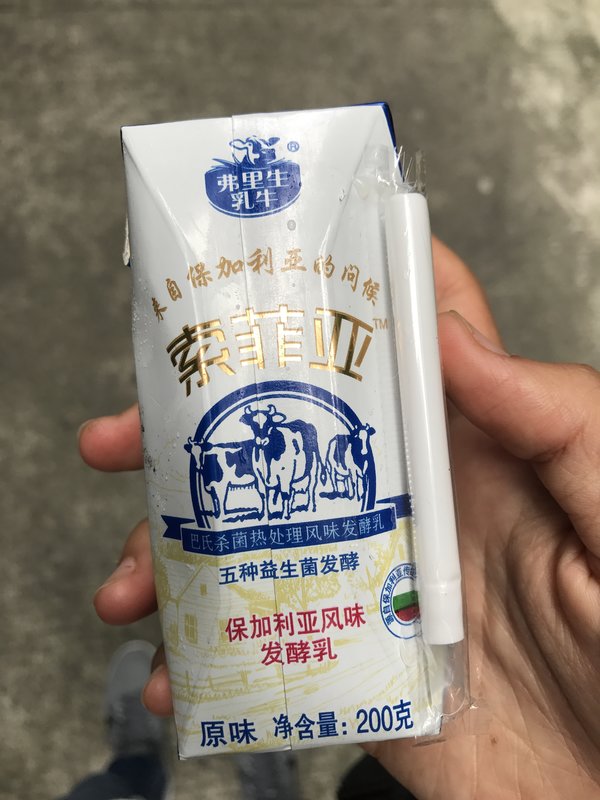 弗里生
乳牛
®
来自保加利亚的问候
索菲亚™
巴氏杀菌热处理风味发酵乳
五种益生菌发酵
保加利亚风味
发酵乳
原味 净含量：200克